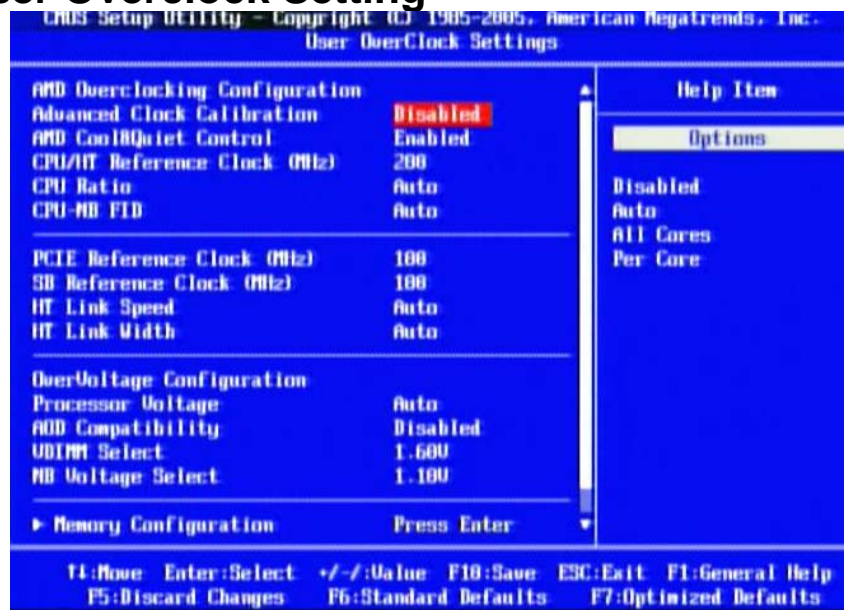 er Overclock Setting
CMOS Setup Utility - Copyright (C) 1985-2005, American Megatrends, Inc.
User OverClock Settings
AMD Overclocking Configuration
Help Item
Advanced Clock Calibration Disabled
AMD Cool&Quiet Control Enabled
Options
CPU/HT Reference Clock (MHz) 200
CPU Ratio Auto
Disabled
CPU-NB FID Auto
Auto
All Cores
PCIE Reference Clock (MHz) 100
Per Core
SB Reference Clock (MHz) 100
HT Link Speed Auto
HT Link Width Auto
OverVoltage Configuration
Processor Voltage Auto
AOD Compatibility Disabled
VDIMM Select 1.60V
NB Voltage Select 1.10V
▶ Memory Configuration Press Enter
↑↓:Move Enter:Select +/-/:Value F10:Save ESC:Exit F1:General Help
F5:Discard Changes F6:Standard Defaults F7:Optimized Defaults